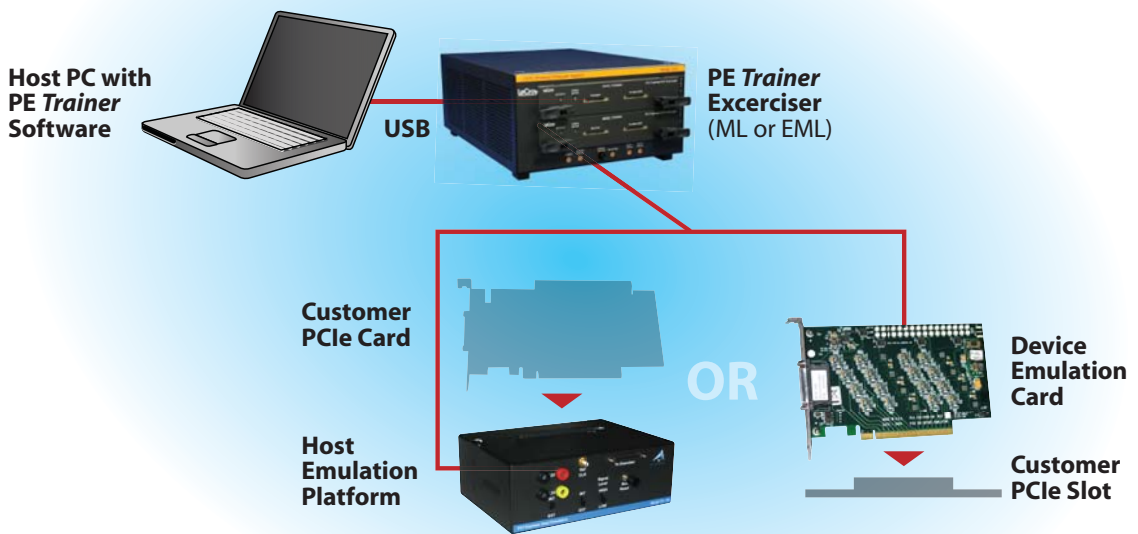 Host PC with
PE Trainer
Software
USB
PE Trainer
Excerciser
(ML or EML)
Customer
PCIe Card
OR
Device
Emulation
Card
Host
Emulation
Platform
Customer
PCIe Slot